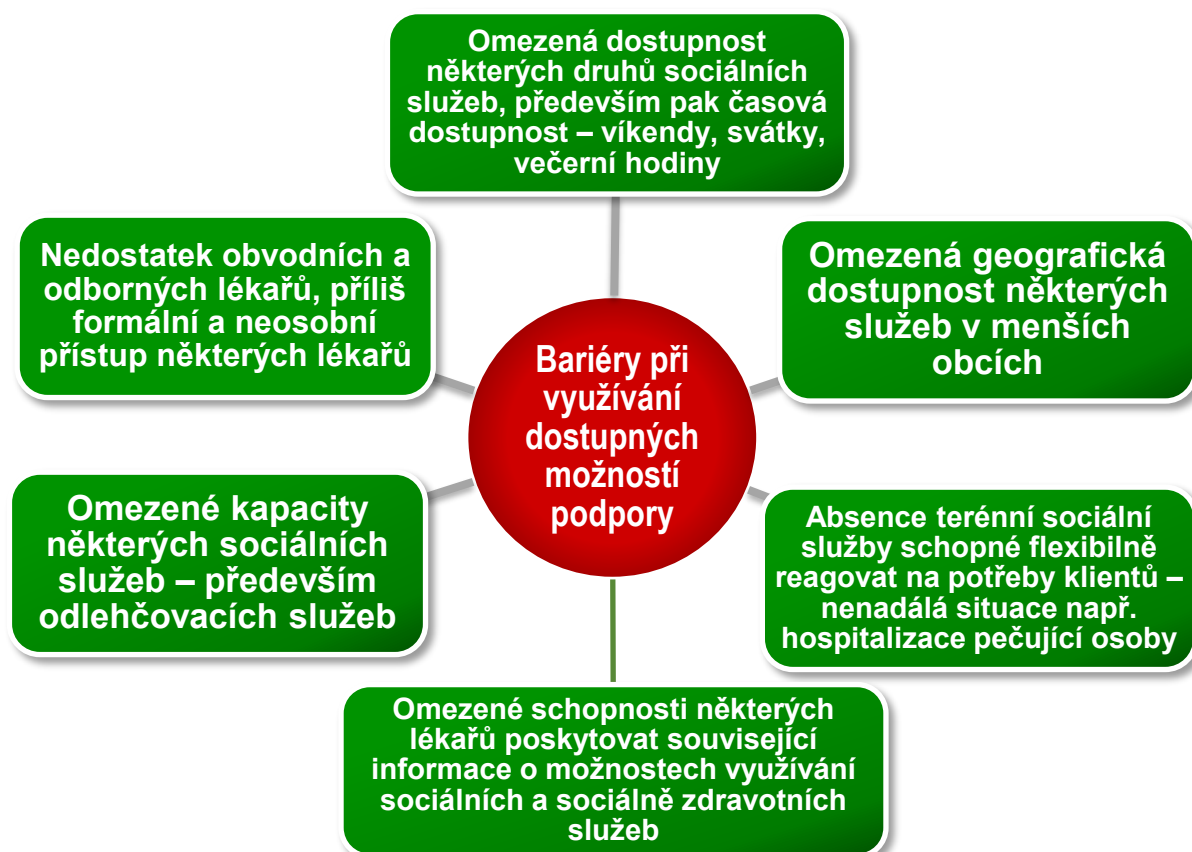 Omezená dostupnost
některých druhů sociálních
služeb, především pak časová
dostupnost – víkendy, svátky,
večerní hodiny
Nedostatek obvodních a
odborných lékařů, příliš
formální a neosobní
přístup některých lékařů
Omezená geografická
dostupnost některých
služeb v menších
obcích
Bariéry při
využívání
dostupných
možností
podpory
Omezené kapacity
některých sociálních
služeb – především
odlehčovacích služeb
Absence terénní sociální
služby schopné flexibilně
reagovat na potřeby klientů –
nenadálá situace např.
hospitalizace pečující osoby
Omezené schopnosti některých
lékařů poskytovat související
informace o možnostech využívání
sociálních a sociálně zdravotních
služeb